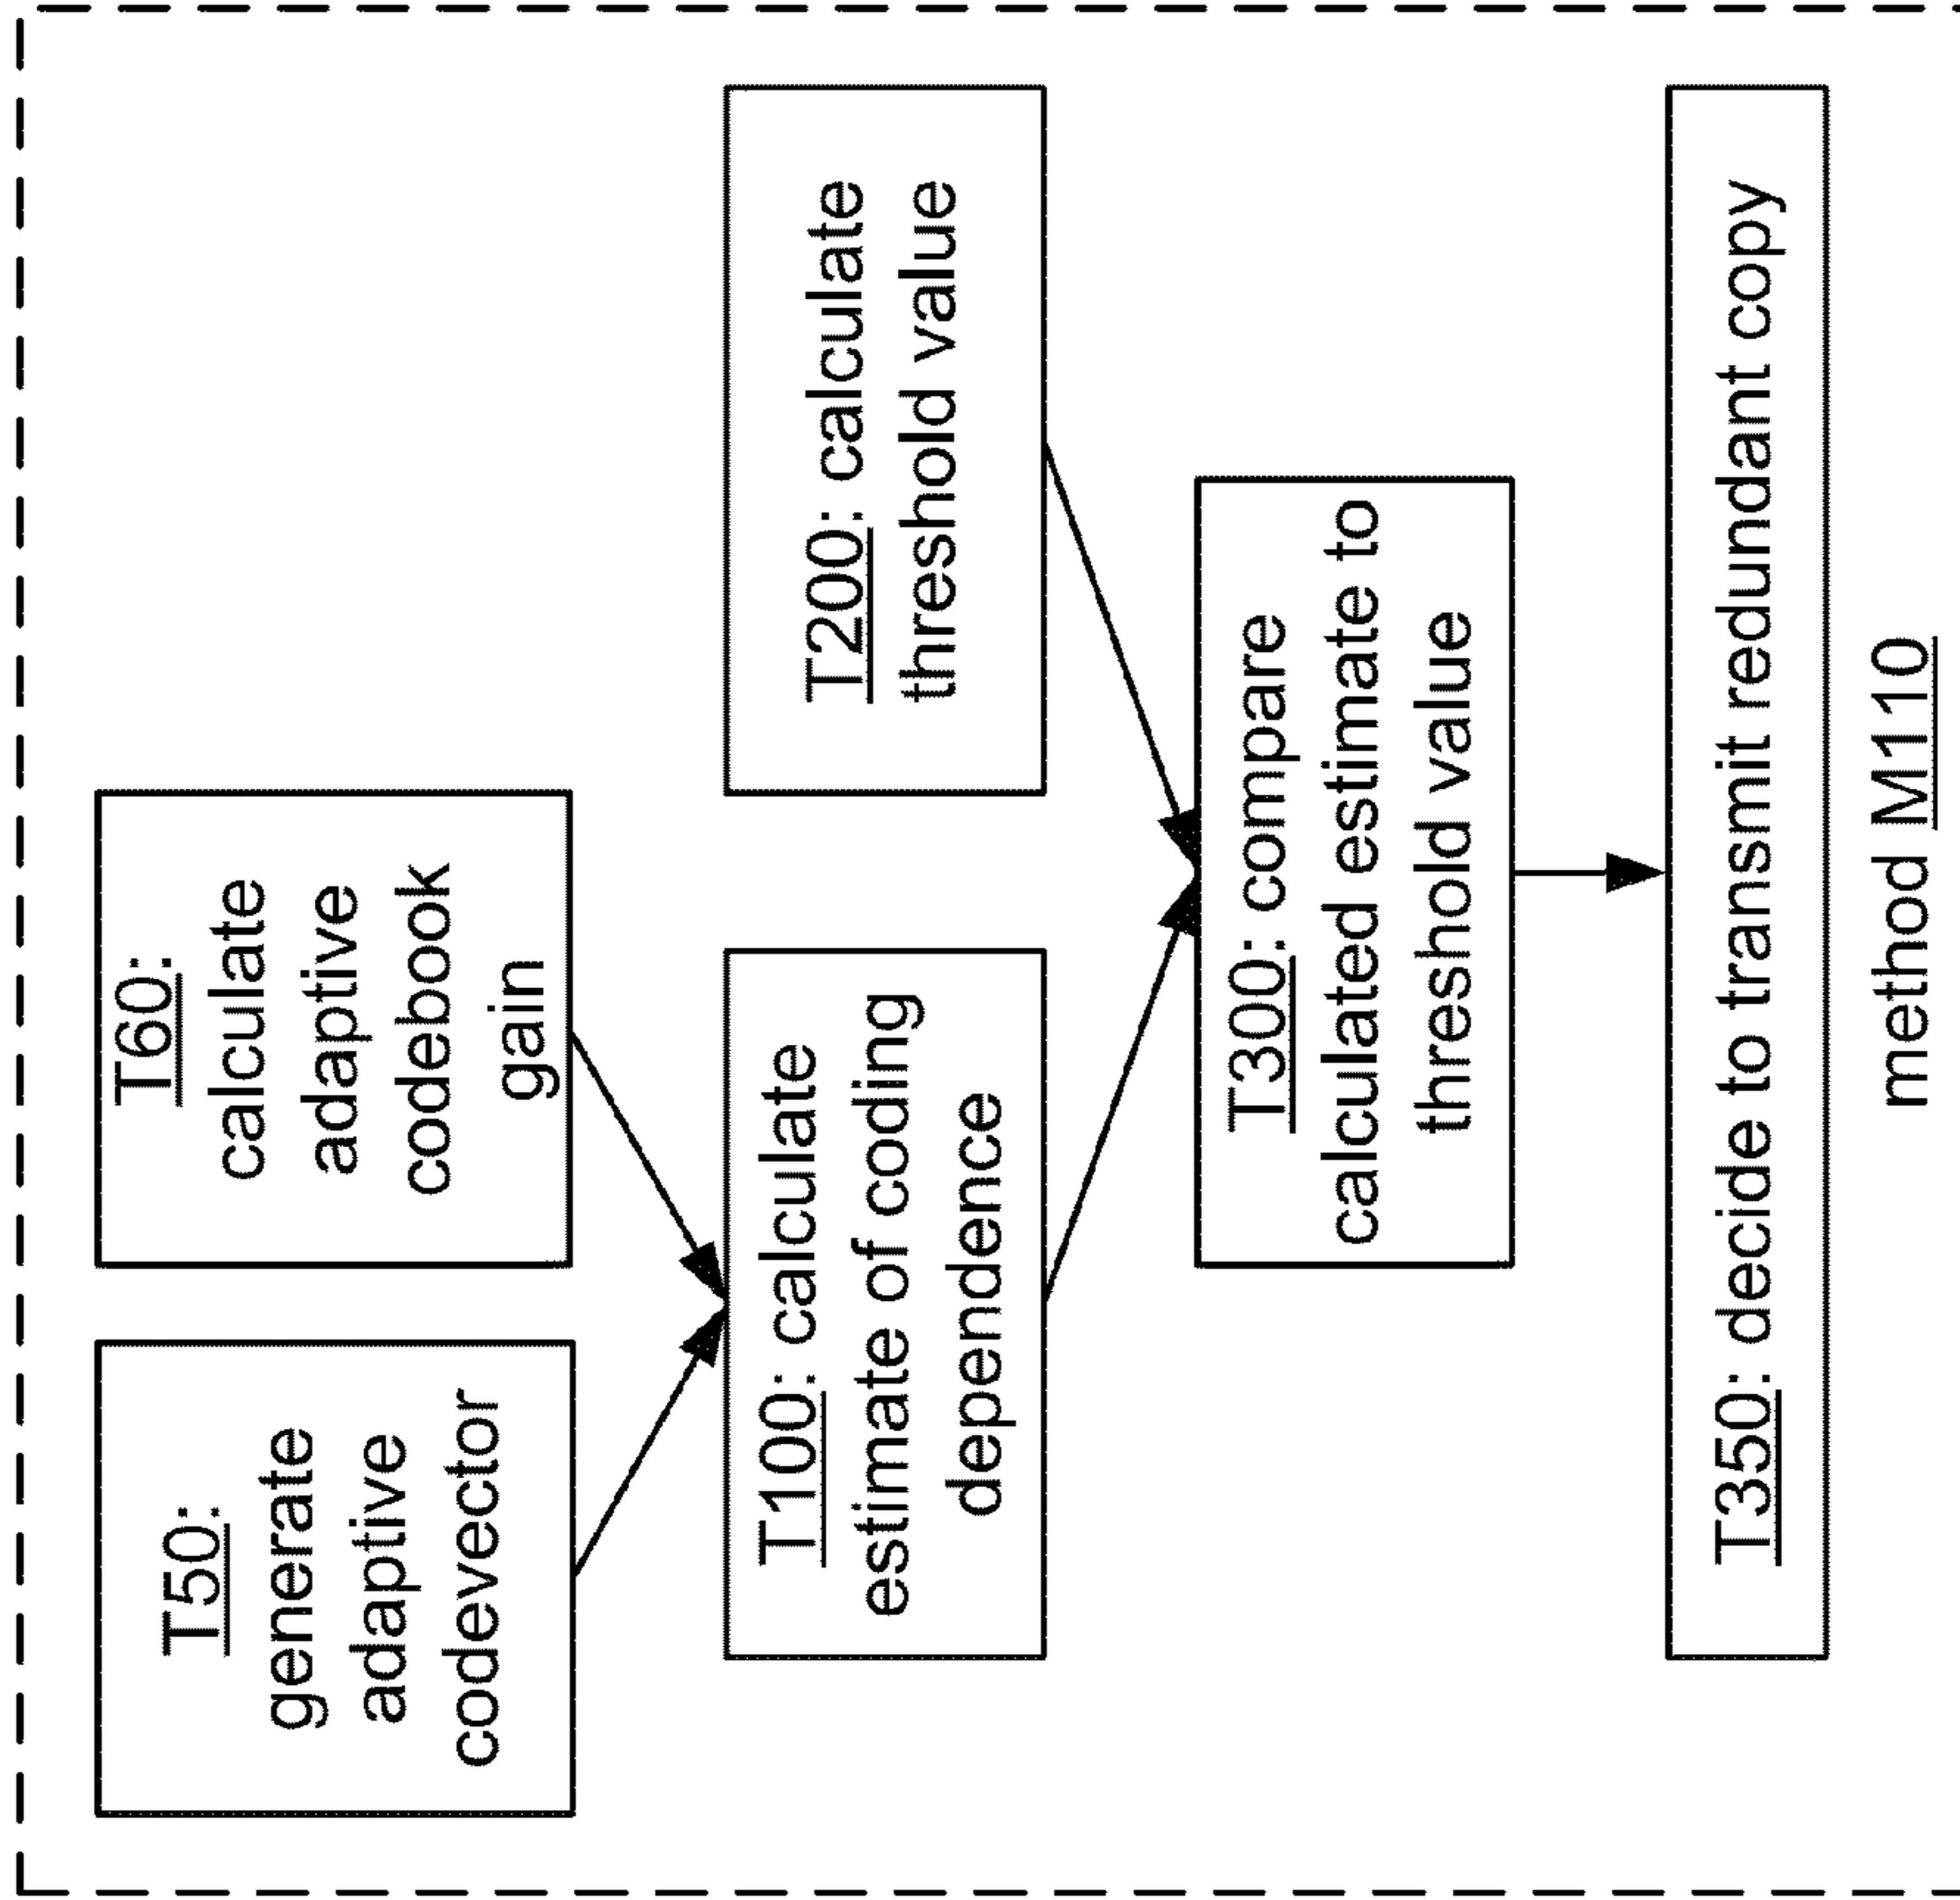 T50:
generate
adaptive
codevector
T60:
calculate
adaptive
codebook
gain
T100: calculate
estimate of coding
dependence
T200: calculate
threshold value
T300: compare
calculated estimate to
threshold value
T350: decide to transmit redundant copy
method M110